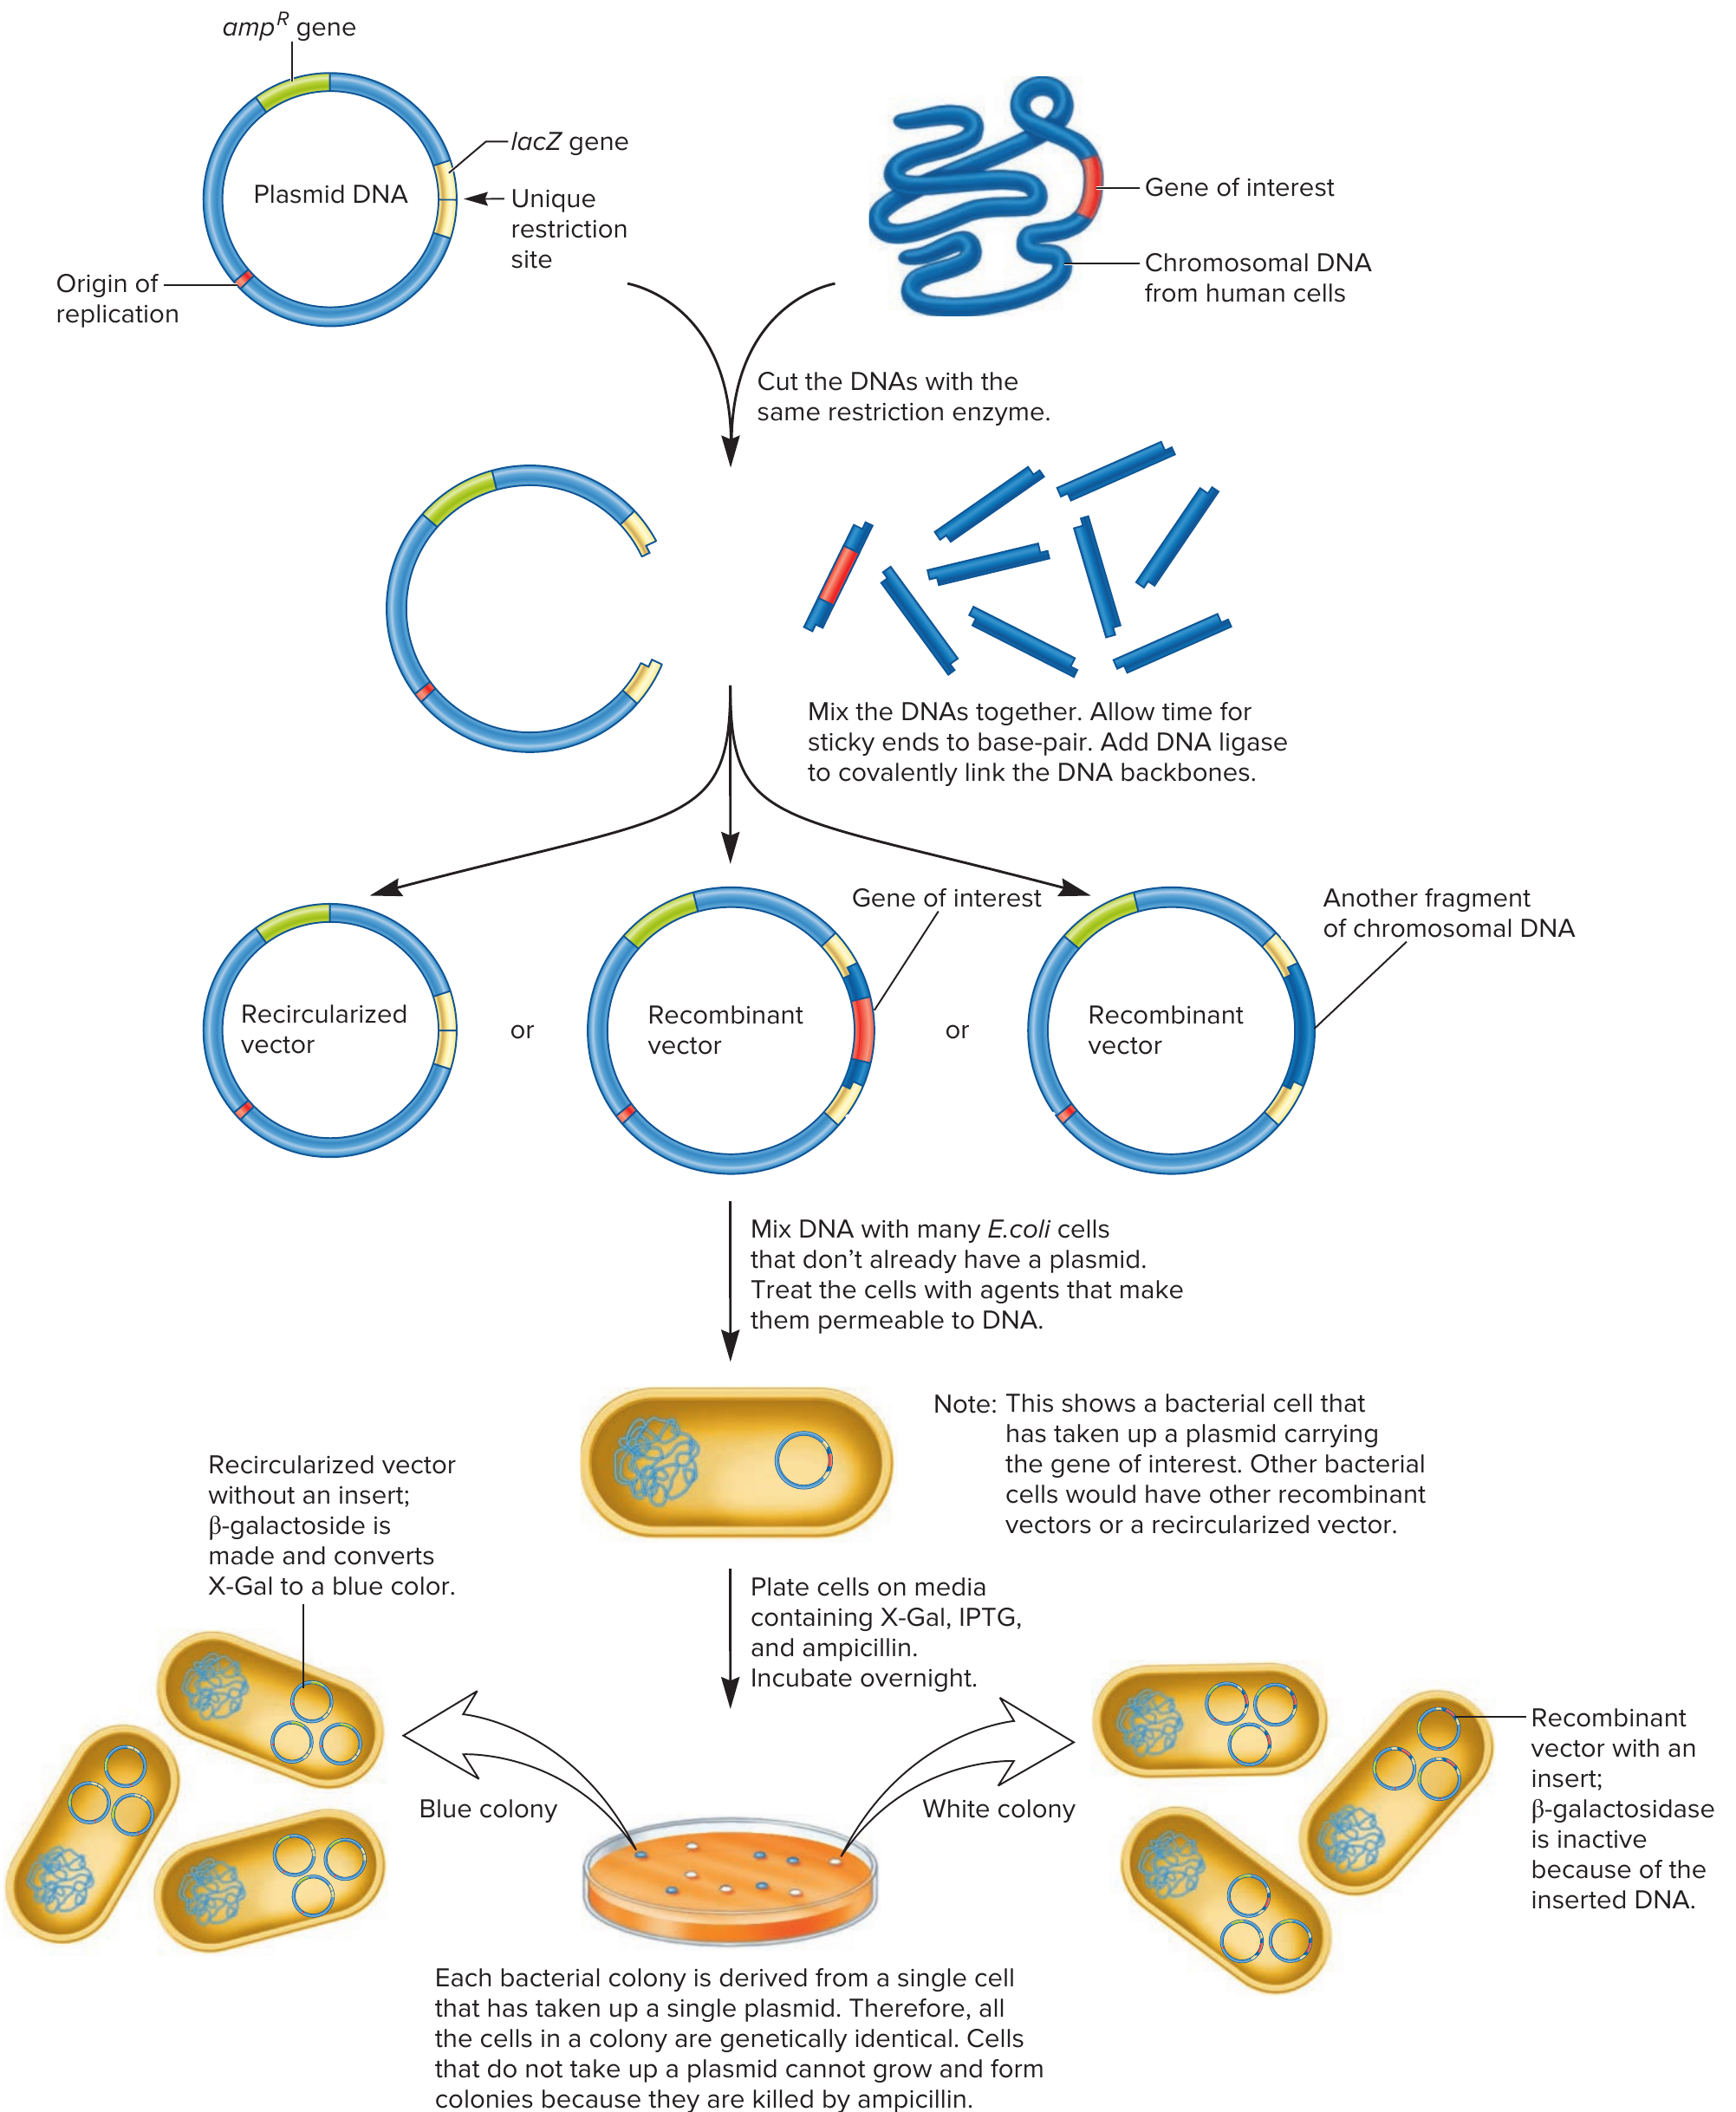 amp^R gene
lacZ gene
Plasmid DNA
Unique
restriction
site
Origin of
replication
Gene of interest
Chromosomal DNA
from human cells
Cut the DNAs with the
same restriction enzyme.
Mix the DNAs together. Allow time for
sticky ends to base-pair. Add DNA ligase
to covalently link the DNA backbones.
Gene of interest
Another fragment
of chromosomal DNA
Recircularized
vector
or
Recombinant
vector
or
Recombinant
vector
Mix DNA with many E.coli cells
that don’t already have a plasmid.
Treat the cells with agents that make
them permeable to DNA.
Note: This shows a bacterial cell that
has taken up a plasmid carrying
the gene of interest. Other bacterial
cells would have other recombinant
vectors or a recircularized vector.
Recircularized vector
without an insert;
β-galactoside is
made and converts
X-Gal to a blue color.
Plate cells on media
containing X-Gal, IPTG,
and ampicillin.
Incubate overnight.
Blue colony
White colony
Recombinant
vector with an
insert;
β-galactosidase
is inactive
because of the
inserted DNA.
Each bacterial colony is derived from a single cell
that has taken up a single plasmid. Therefore, all
the cells in a colony are genetically identical. Cells
that do not take up a plasmid cannot grow and form
colonies because they are killed by ampicillin.